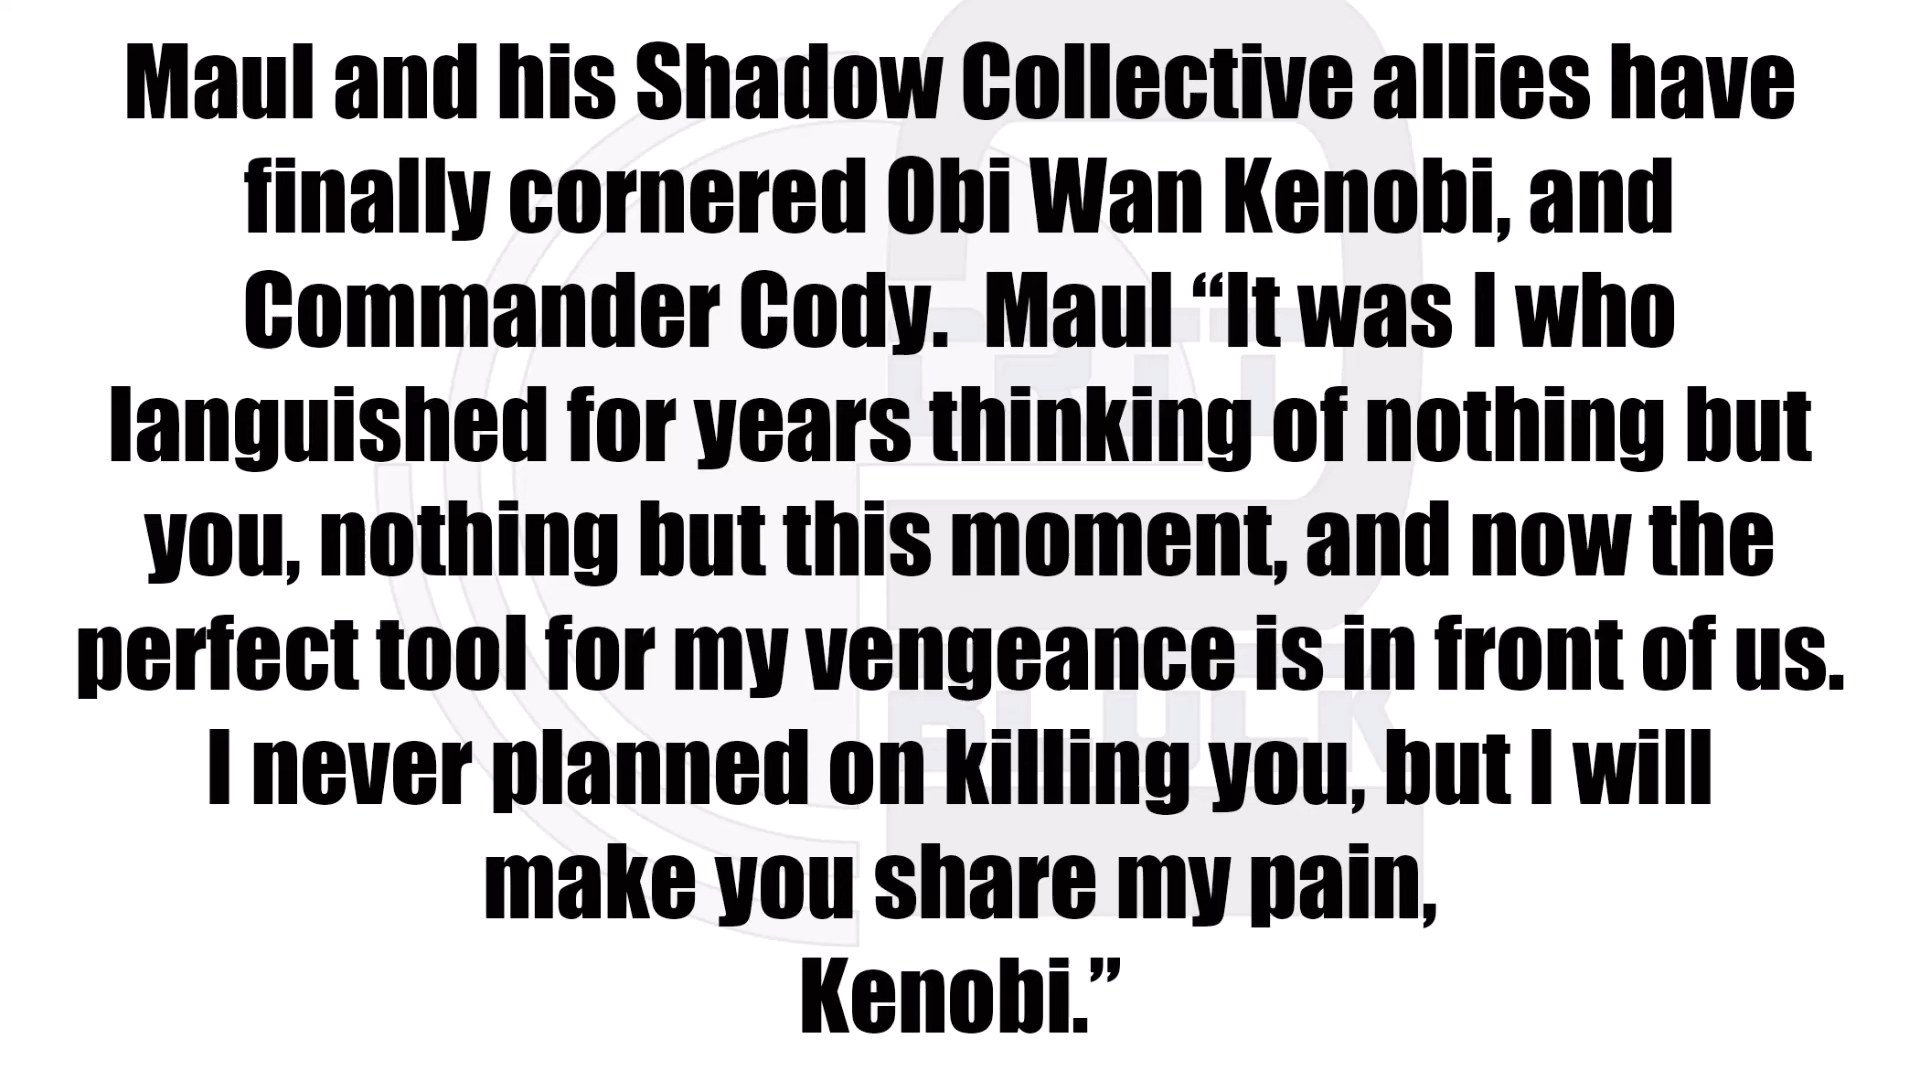 Maul and his Shadow Collective allies have
finally cornered Obi Wan Kenobi, and
Commander Cody.  Maul “It was I who
languished for years thinking of nothing but
you, nothing but this moment, and now the
perfect tool for my vengeance is in front of us.
I never planned on killing you, but I will
make you share my pain,
Kenobi.”